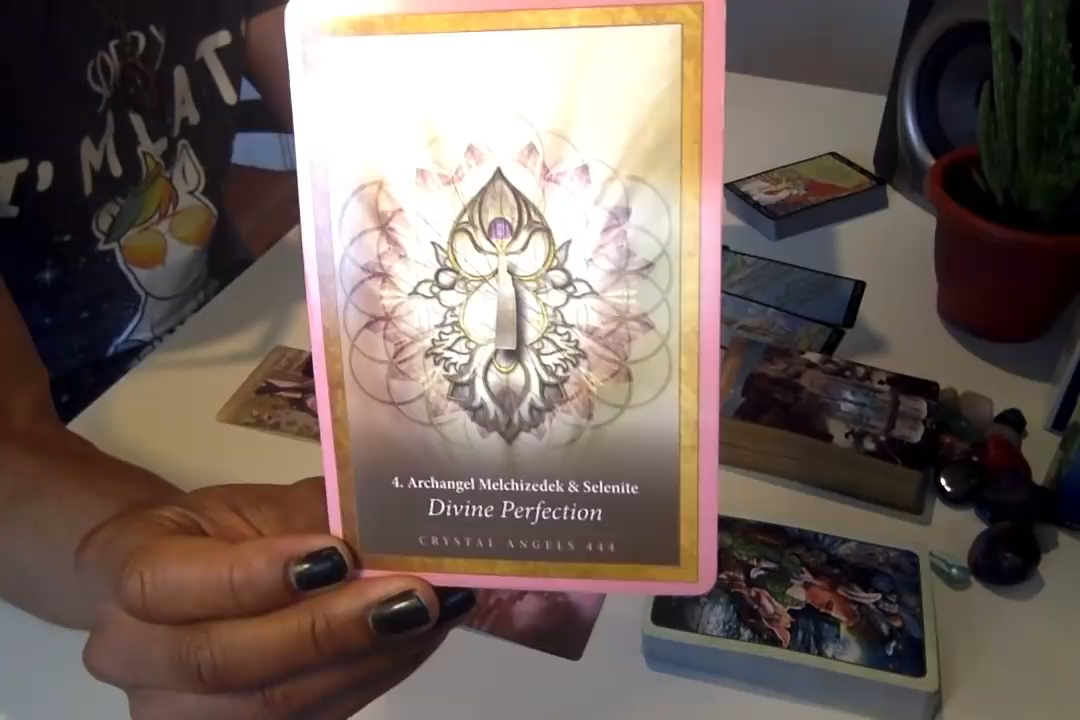 I'M A T
4. Archangel Melchizedek & Selenite
Divine Perfection
CRYSTAL ANGELS 444